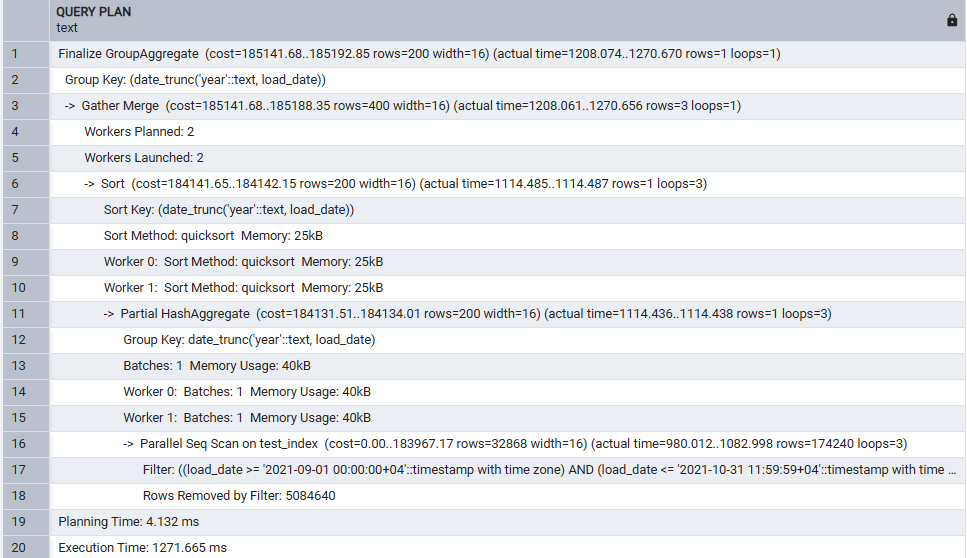 QUERY PLAN
text
1 Finalize GroupAggregate (cost=185141.68..185192.85 rows=200 width=16) (actual time=1208.074..1270.670 rows=1 loops=1)
2 Group Key: (date_trunc('year'::text, load_date))
3 -> Gather Merge (cost=185141.68..185188.35 rows=400 width=16) (actual time=1208.061..1270.656 rows=3 loops=1)
4 Workers Planned: 2
5 Workers Launched: 2
6 -> Sort (cost=184141.65..184142.15 rows=200 width=16) (actual time=1114.485..1114.487 rows=1 loops=3)
7 Sort Key: (date_trunc('year'::text, load_date))
8 Sort Method: quicksort Memory: 25kB
9 Worker 0: Sort Method: quicksort Memory: 25kB
10 Worker 1: Sort Method: quicksort Memory: 25kB
11 -> Partial HashAggregate (cost=184131.51..184134.01 rows=200 width=16) (actual time=1114.436..1114.438 rows=1 loops=3)
12 Group Key: date_trunc('year'::text, load_date)
13 Batches: 1 Memory Usage: 40kB
14 Worker 0: Batches: 1 Memory Usage: 40kB
15 Worker 1: Batches: 1 Memory Usage: 40kB
16 -> Parallel Seq Scan on test_index (cost=0.00..183967.17 rows=32868 width=16) (actual time=980.012..1082.998 rows=174240 loops=3)
17 Filter: ((load_date >= '2021-09-01 00:00:00+04'::timestamp with time zone) AND (load_date <= '2021-10-31 11:59:59+04'::timestamp with time ...
18 Rows Removed by Filter: 5084640
19 Planning Time: 4.132 ms
20 Execution Time: 1271.665 ms